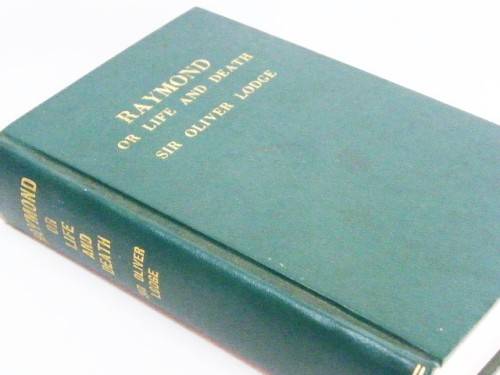 RAYMOND
OR LIFE AND DEATH
SIR OLIVER LODGE
RAYMOND
OR
LIFE
AND
DEATH
SIR OLIVER
LODGE